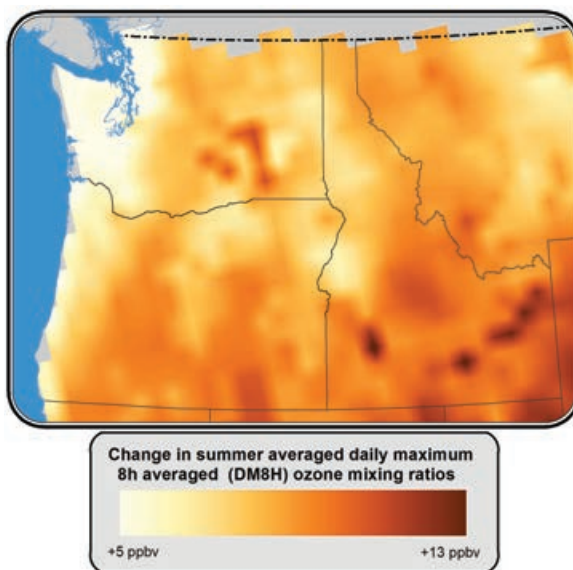 Change in summer averaged daily maximum
8h averaged (DM8H) ozone mixing ratios
+5 ppbv +13 ppbv